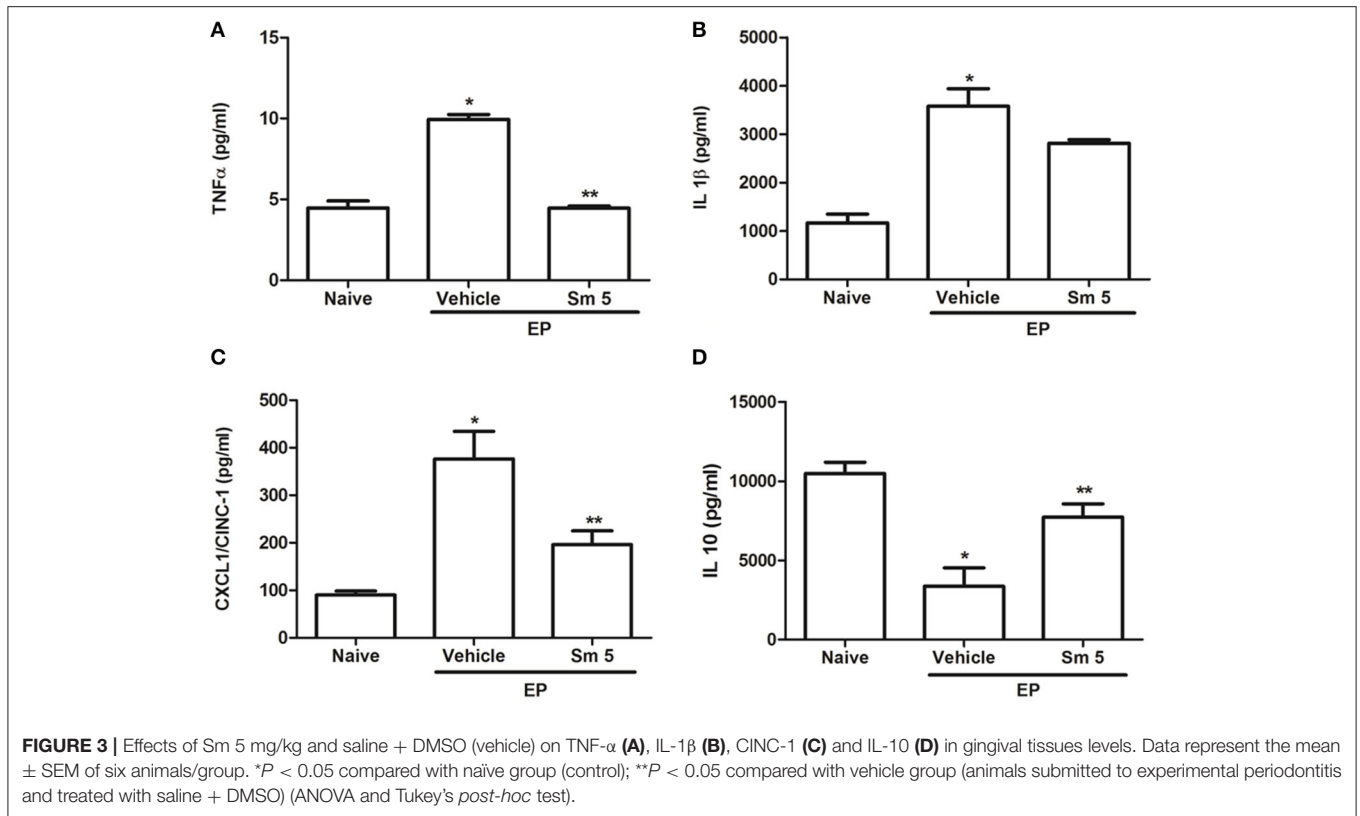 A
TNFα (pg/ml)
15
10
5
0
*
**
Naive Vehicle Sm 5
EP
B
IL 1β (pg/ml)
5000
4000
3000
2000
1000
0
*
Naive Vehicle Sm 5
EP
C
CXCL1/CINC-1 (pg/ml)
500
400
300
200
100
0
*
**
Naive Vehicle Sm 5
EP
D
IL 10 (pg/ml)
15000
10000
5000
0
*
**
Naive Vehicle Sm 5
EP
FIGURE 3 | Effects of Sm 5 mg/kg and saline + DMSO (vehicle) on TNF-α (A), IL-1β (B), CINC-1 (C) and IL-10 (D) in gingival tissues levels. Data represent the mean
± SEM of six animals/group. *P < 0.05 compared with naïve group (control); **P < 0.05 compared with vehicle group (animals submitted to experimental periodontitis
and treated with saline + DMSO) (ANOVA and Tukey's post-hoc test).